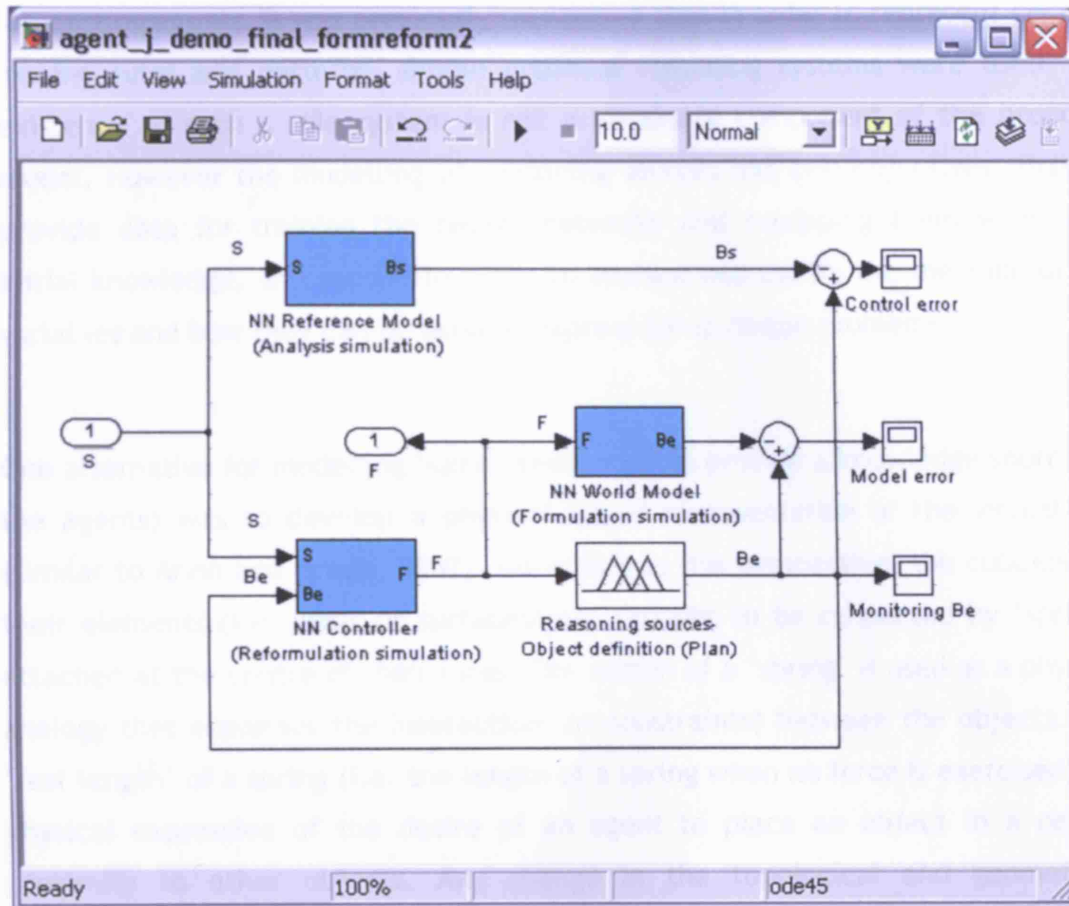 agent_j_demo_final_formreform2
File Edit View Simulation Format Tools Help
10.0 Normal
S Bs
S Bs
NN Reference Model
(Analysis simulation)
+
Control error
1
S
1
F
F
F Be
NN World Model
(Formulation simulation)
+
Model error
S
Be
S
Be F
F
NN Controller
(Reformulation simulation)
Reasoning sources-
Object definition (Plan)
Be
Monitoring Be
Ready 100% ode45